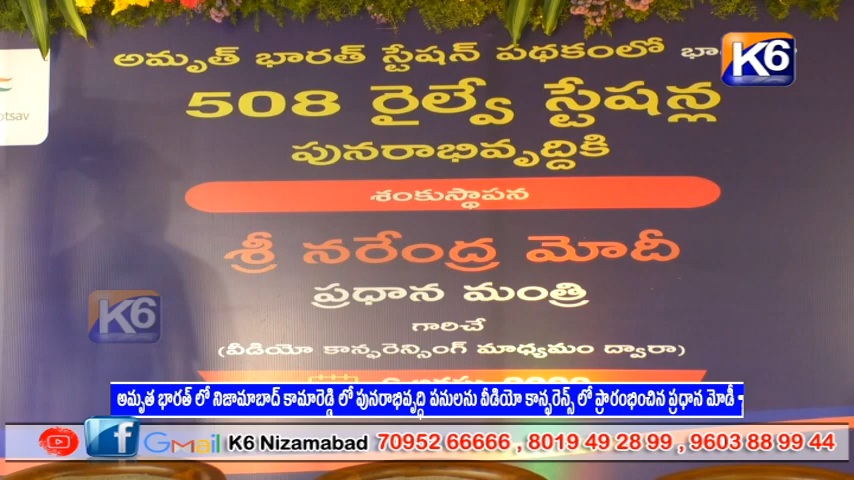 అమృత్ భారత్ స్టేషన్ పథకంలో
K6
508 రైల్వే స్టేషన్ల
otsav
పునరాభివృద్ధికి
శంకుస్థాపన
శ్రీ నరేంద్ర మోదీ
ప్రధాన మంత్రి
K6
గారిచే
(వీడియో కాన్ఫరెన్సింగ్ మాధ్యమం ద్వారా)
అమృత భారత్ లో నిజామాబాద్ కామారెడ్డి లో పునరాభివృద్ధి పనులను వీడియో కాన్ఫరెన్స్ లో ప్రారంభించిన ప్రధాన మోడీ
f Gmail K6 Nizamabad 70952 66666 , 8019 49 28 99 , 9603 88 99 44